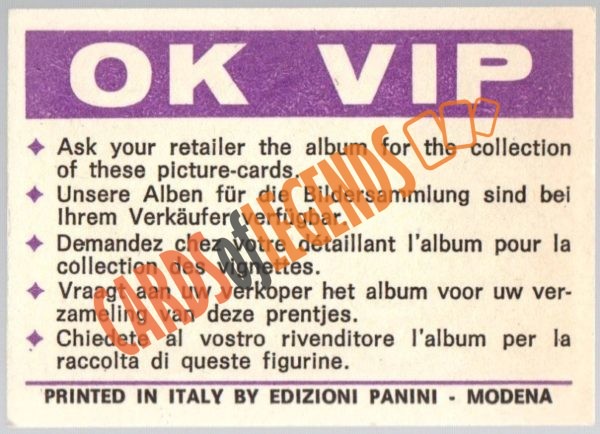 OK VIP
Ask your retailer the album for the collection
of these picture-cards.
Unsere Alben für die Bildersammlung sind bei
Ihrem Verkäufer verfügbar.
Demandez chez votre détaillant l'album pour la
collection des vignettes.
Vraagt aan uw verkoper het album voor uw ver-
zameling van deze prentjes.
Chiedete al vostro rivenditore l'album per la
raccolta di queste figurine.
PRINTED IN ITALY BY EDIZIONI PANINI - MODENA
CARDS of LEGENDS